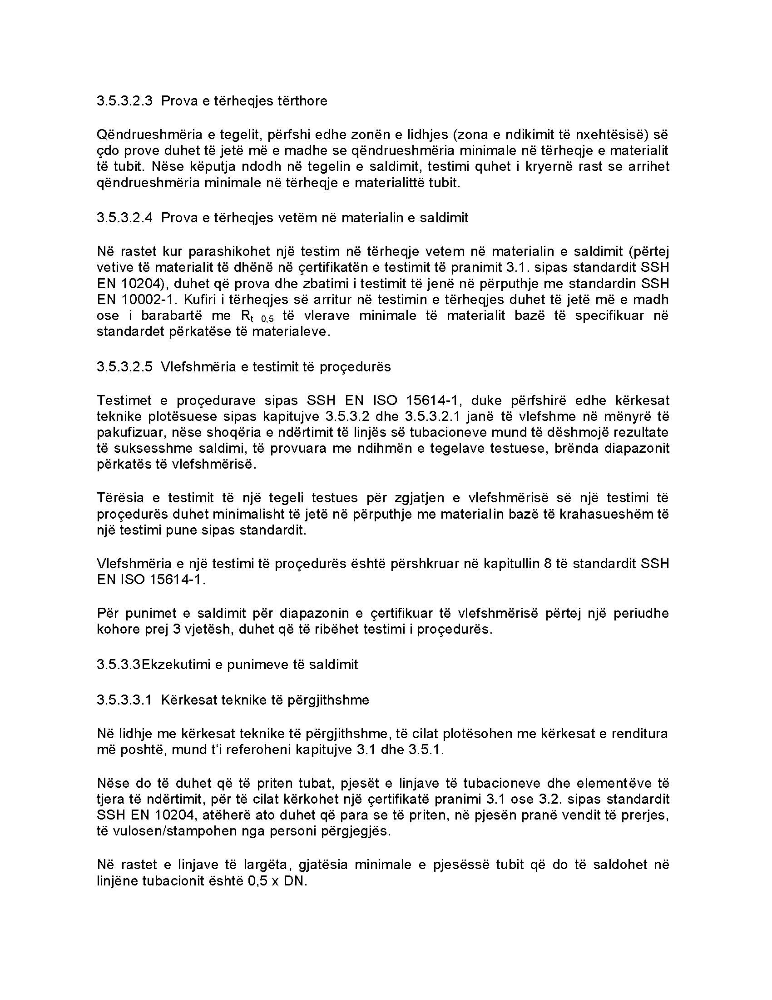 3.5.3.2.3 Prova e tërheqjes tërthore
Qëndrueshmëria e tegelit, përfshi edhe zonën e lidhjes (zona e ndikimit të nxehtësisë) së
çdo prove duhet të jetë më e madhe se qëndrueshmëria minimale në tërheqje e materialit
të tubit. Nëse këputja ndodh në tegelin e saldimit, testimi quhet i kryernë rast se arrihet
qëndrueshmëria minimale në tërheqje e materialittë tubit.
3.5.3.2.4 Prova e tërheqjes vetëm në materialin e saldimit
Në rastet kur parashikohet një testim në tërheqje vetem në materialin e saldimit (përtej
vetive të materialit të dhënë në çertifikatën e testimit të pranimit 3.1. sipas standardit SSH
EN 10204), duhet që prova dhe zbatimi i testimit të jenë në përputhje me standardin SSH
EN 10002-1. Kufiri i tërheqjes së arritur në testimin e tërheqjes duhet të jetë më e madh
ose i barabartë me Rt 0,5 të vlerave minimale të materialit bazë të specifikuar në
standardet përkatëse të materialeve.
3.5.3.2.5 Vlefshmëria e testimit të proçedurës
Testimet e proçedurave sipas SSH EN ISO 15614-1, duke përfshirë edhe kërkesat
teknike plotësuese sipas kapitujve 3.5.3.2 dhe 3.5.3.2.1 janë të vlefshme në mënyrë të
pakufizuar, nëse shoqëria e ndërtimit të linjës së tubacioneve mund të dëshmojë rezultate
të suksesshme saldimi, të provuara me ndihmën e tegelave testuese, brënda diapazonit
përkatës të vlefshmërisë.
Tërësia e testimit të një tegeli testues për zgjatjen e vlefshmërisë së një testimi të
proçedurës duhet minimalisht të jetë në përputhje me materialin bazë të krahasueshëm të
një testimi pune sipas standardit.
Vlefshmëria e një testimi të proçedurës është përshkruar në kapitullin 8 të standardit SSH
EN ISO 15614-1.
Për punimet e saldimit për diapazonin e çertifikuar të vlefshmërisë përtej një periudhe
kohore prej 3 vjetësh, duhet që të ribëhet testimi i proçedurës.
3.5.3.3Ekzekutimi e punimeve të saldimit
3.5.3.3.1 Kërkesat teknike të përgjithshme
Në lidhje me kërkesat teknike të përgjithshme, të cilat plotësohen me kërkesat e renditura
më poshtë, mund t‘i referoheni kapitujve 3.1 dhe 3.5.1.
Nëse do të duhet që të priten tubat, pjesët e linjave të tubacioneve dhe elementëve të
tjera të ndërtimit, për të cilat kërkohet një çertifikatë pranimi 3.1 ose 3.2. sipas standardit
SSH EN 10204, atëherë ato duhet që para se të priten, në pjesën pranë vendit të prerjes,
të vulosen/stampohen nga personi përgjegjës.
Në rastet e linjave të largëta, gjatësia minimale e pjesëssë tubit që do të saldohet në
linjëne tubacionit është 0,5 x DN.